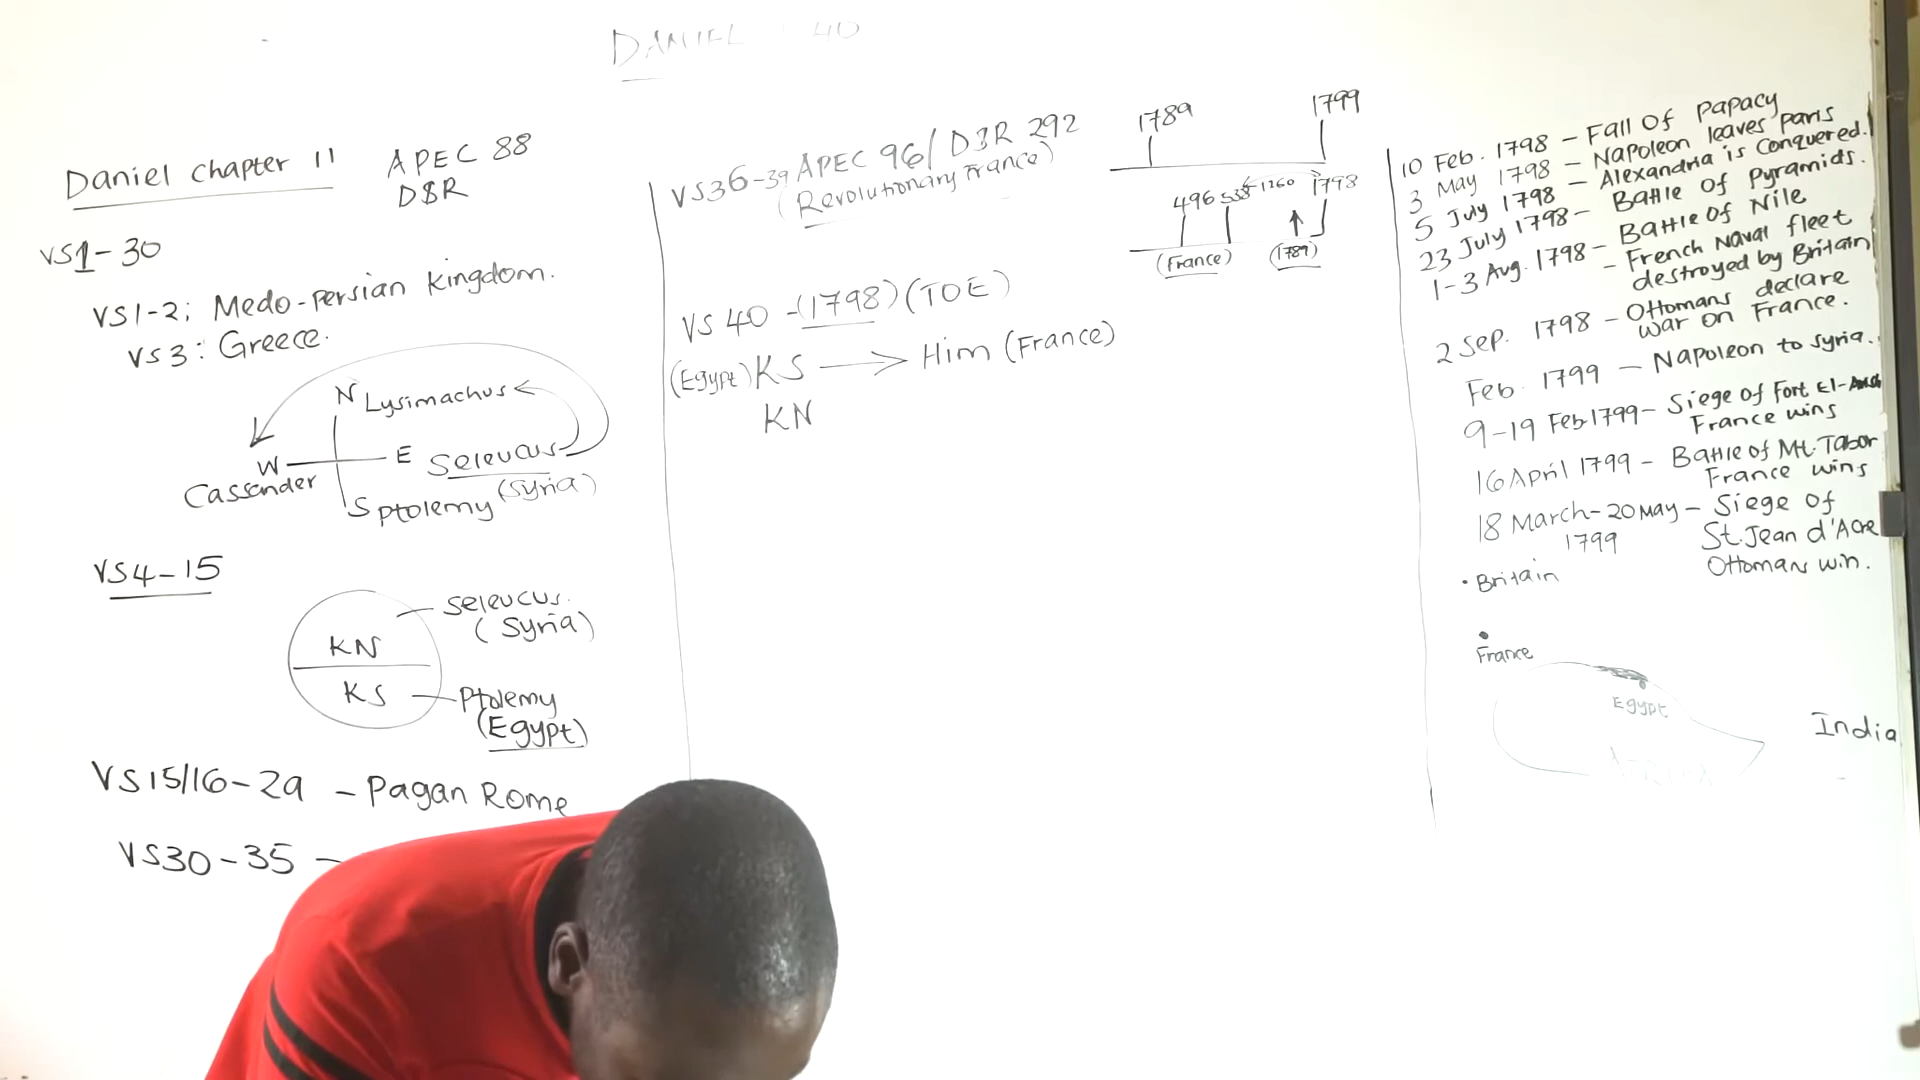 DANIEL 40
Daniel chapter 11
APEC 88
D&R
VS1-30
VS1-2; Medo-persian kingdom.
VS3: Greece.
N Lysimachus
W
E Seleucus
Cassander
(Syria)
S Ptolemy
VS4-15
Seleucus.
(Syria)
KN
KS
Ptolemy
(Egypt)
VS15/16-29 - Pagan Rome
VS30-35 -
VS36-39 APEC 96/ D&R 292
(Revolutionary France)
1789 1799
496 538 1260 1798
(France) (1789)
VS 40 -(1798) (TOE)
(Egypt) KS Him (France)
KN
10 Feb. 1798 - Fall Of Papacy
3 May 1798 - Napoleon leaves paris
5 July 1798 - Alexandria is Conquered.
23 July 1798 - Battle Of Pyramids.
1-3 Aug. 1798 - Battle Of Nile
- French Naval fleet
destroyed by Britain
2 Sep. 1798 - Ottomans declare
war on France.
Feb. 1799 - Napoleon to Syria.
9-19 Feb 1799 - Siege of Fort El-
France wins
16 April 1799 - Battle of Mt. Tabor
France wins
18 March-20 May - Siege of
1799 St. Jean d'Acre
Ottomans win.
• Britain
France
Egypt
India